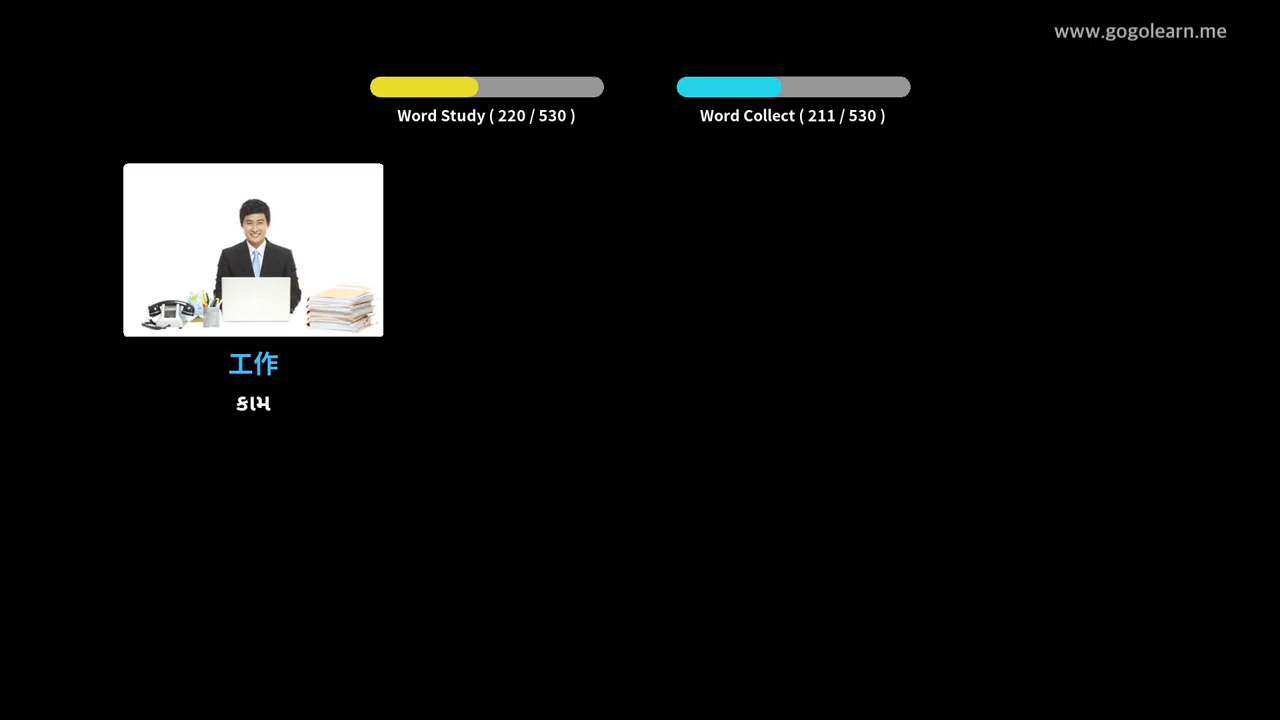 www.gogolearn.me
Word Study ( 220 / 530 )
Word Collect ( 211 / 530 )
工作
કામ